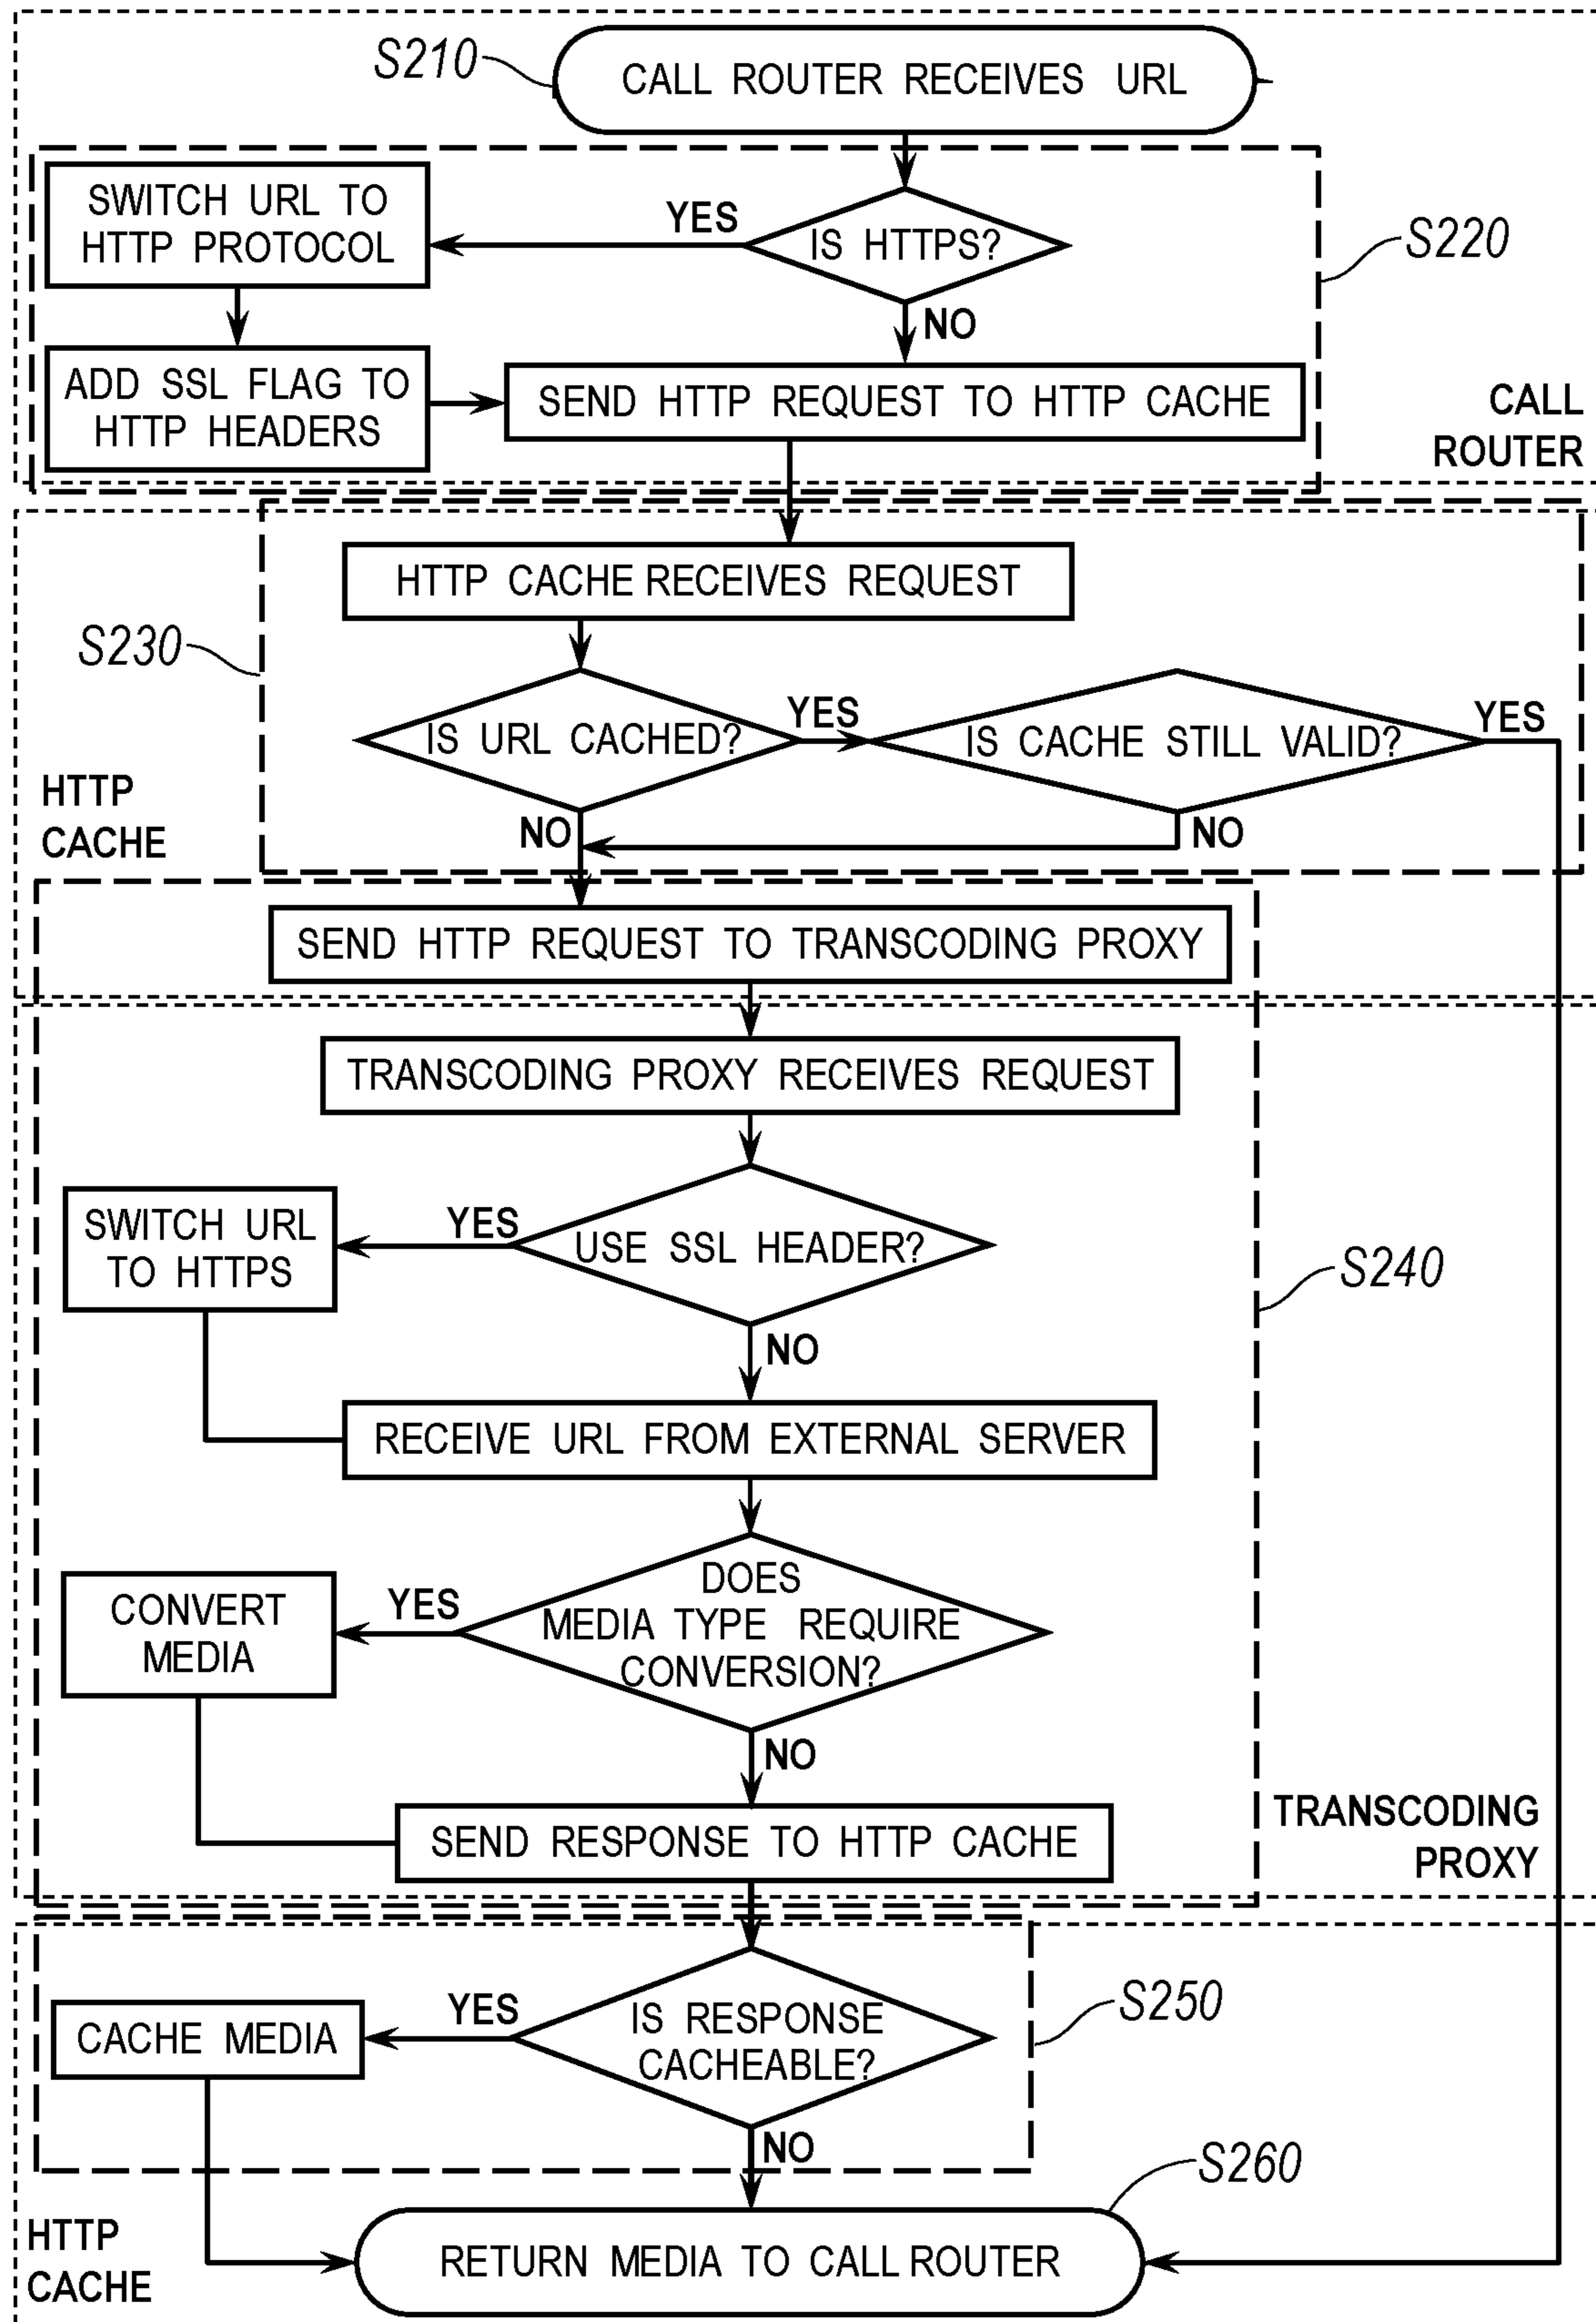 S210
CALL ROUTER RECEIVES URL
SWITCH URL TO
HTTP PROTOCOL
YES
IS HTTPS?
S220
NO
ADD SSL FLAG TO
HTTP HEADERS
SEND HTTP REQUEST TO HTTP CACHE
CALL
ROUTER
HTTP CACHE RECEIVES REQUEST
S230
IS URL CACHED?
YES
IS CACHE STILL VALID?
YES
HTTP
CACHE
NO
NO
SEND HTTP REQUEST TO TRANSCODING PROXY
TRANSCODING PROXY RECEIVES REQUEST
SWITCH URL
TO HTTPS
YES
USE SSL HEADER?
S240
NO
RECEIVE URL FROM EXTERNAL SERVER
CONVERT
MEDIA
YES
DOES
MEDIA TYPE REQUIRE
CONVERSION?
NO
SEND RESPONSE TO HTTP CACHE
TRANSCODING
PROXY
CACHE MEDIA
YES
IS RESPONSE
CACHEABLE?
S250
NO
S260
HTTP
CACHE
RETURN MEDIA TO CALL ROUTER